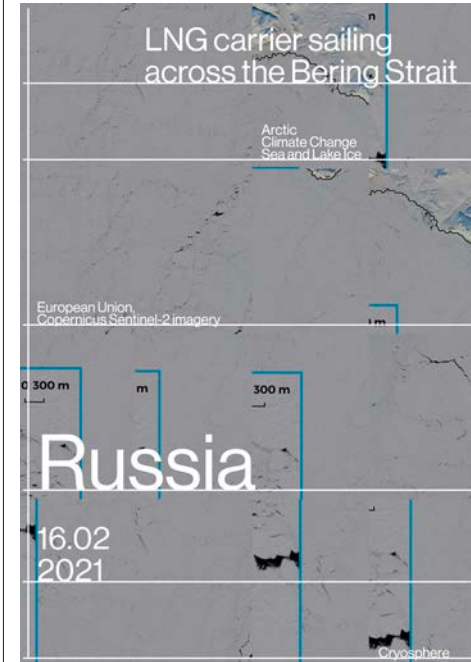 n
LNG carrier sailing
across the Bering Strait
Arctic
Climate Change
Sea and Lake Ice
European Union,
Copernicus Sentinel-2 imagery
m
0 300 m
m
300 m
Russia
16.02
2021
Cryosphere